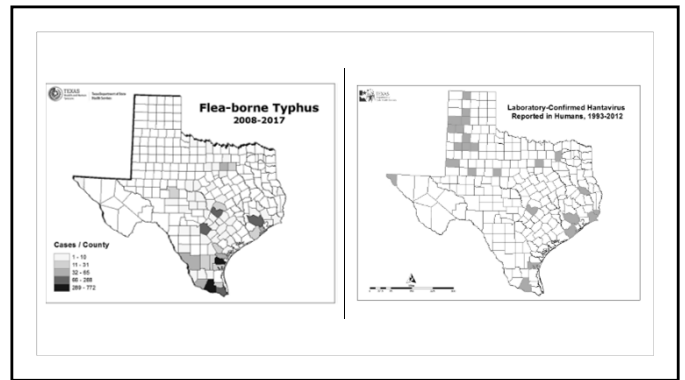 TEXAS
Texas Department of State
Health Services
Flea-borne Typhus
2008-2017
Cases / County
1 - 10
11 - 31
32 - 65
66 - 288
289 - 772
TEXAS
Laboratory-Confirmed Hantavirus
Reported in Humans, 1993-2012